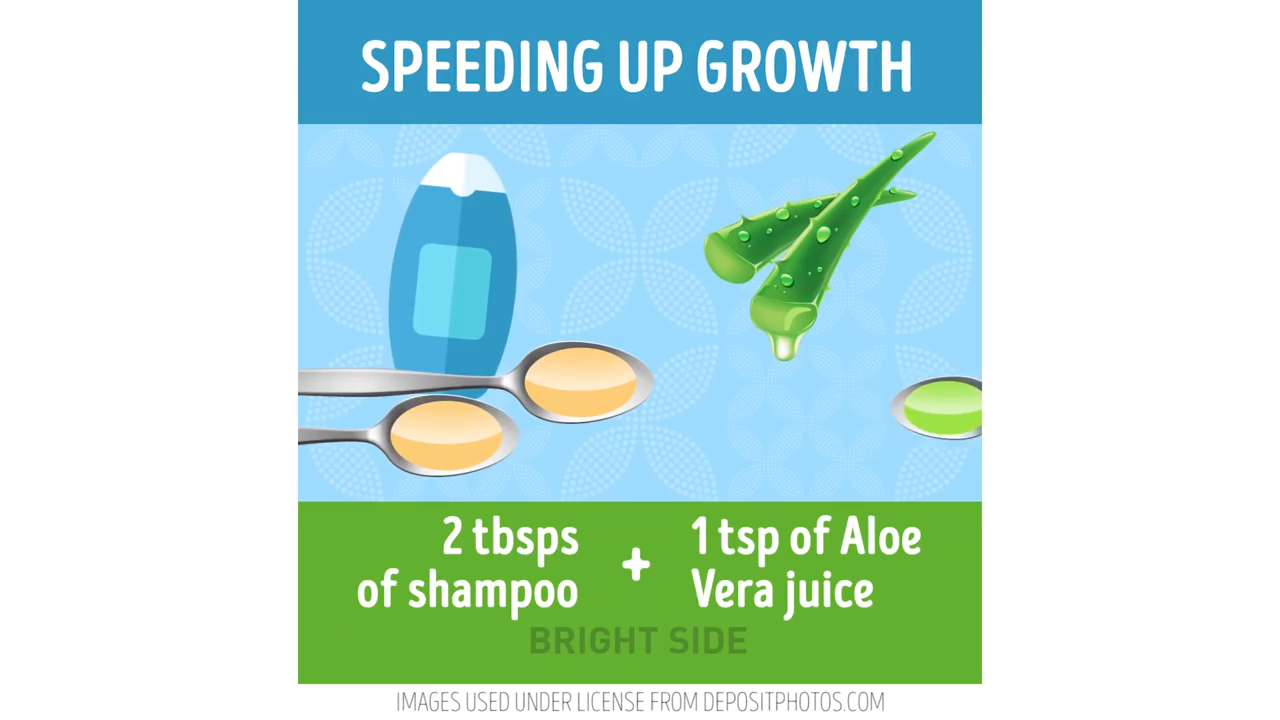 SPEEDING UP GROWTH
2 tbsps
of shampoo
+
1 tsp of Aloe
Vera juice
BRIGHT SIDE
IMAGES USED UNDER LICENSE FROM DEPOSITPHOTOS.COM